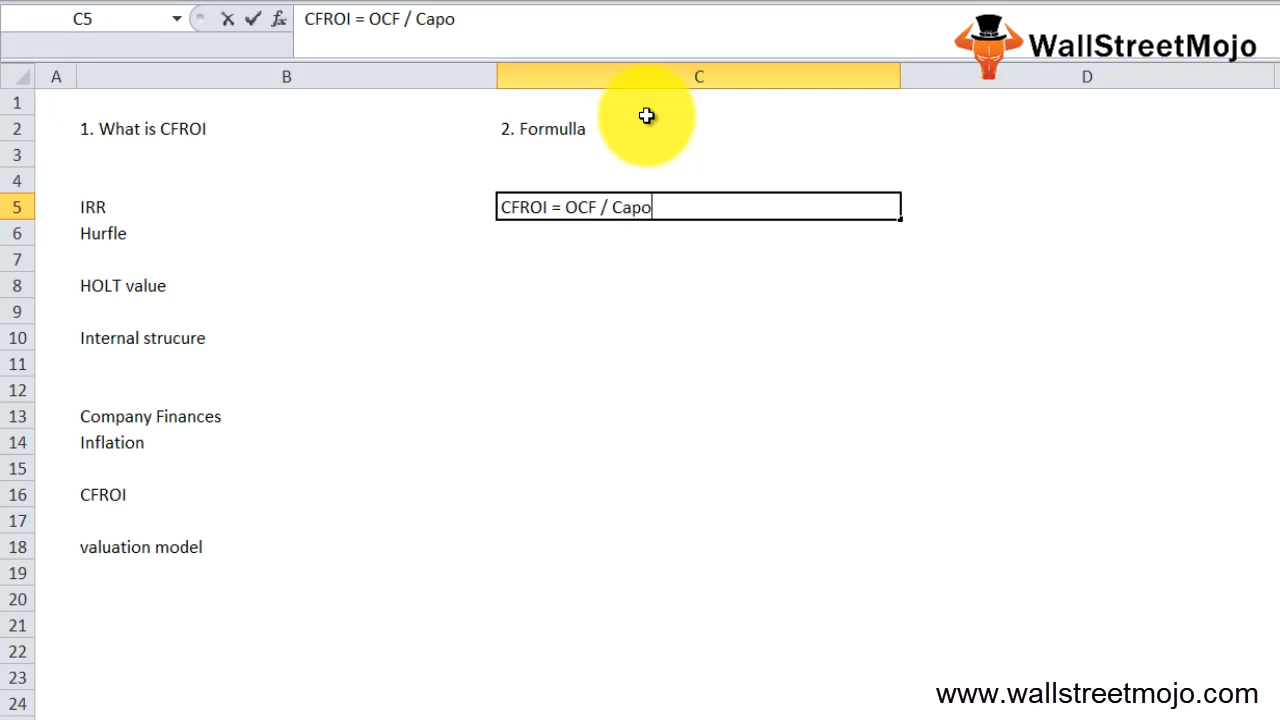 C5 fx CFROI = OCF / Capo
WallStreetMojo
A B C D
1
2 1. What is CFROI 2. Formulla
3
4
5 IRR CFROI = OCF / Capo
6 Hurfle
7
8 HOLT value
9
10 Internal strucure
11
12
13 Company Finances
14 Inflation
15
16 CFROI
17
18 valuation model
19
20
21
22
23
24
www.wallstreetmojo.com